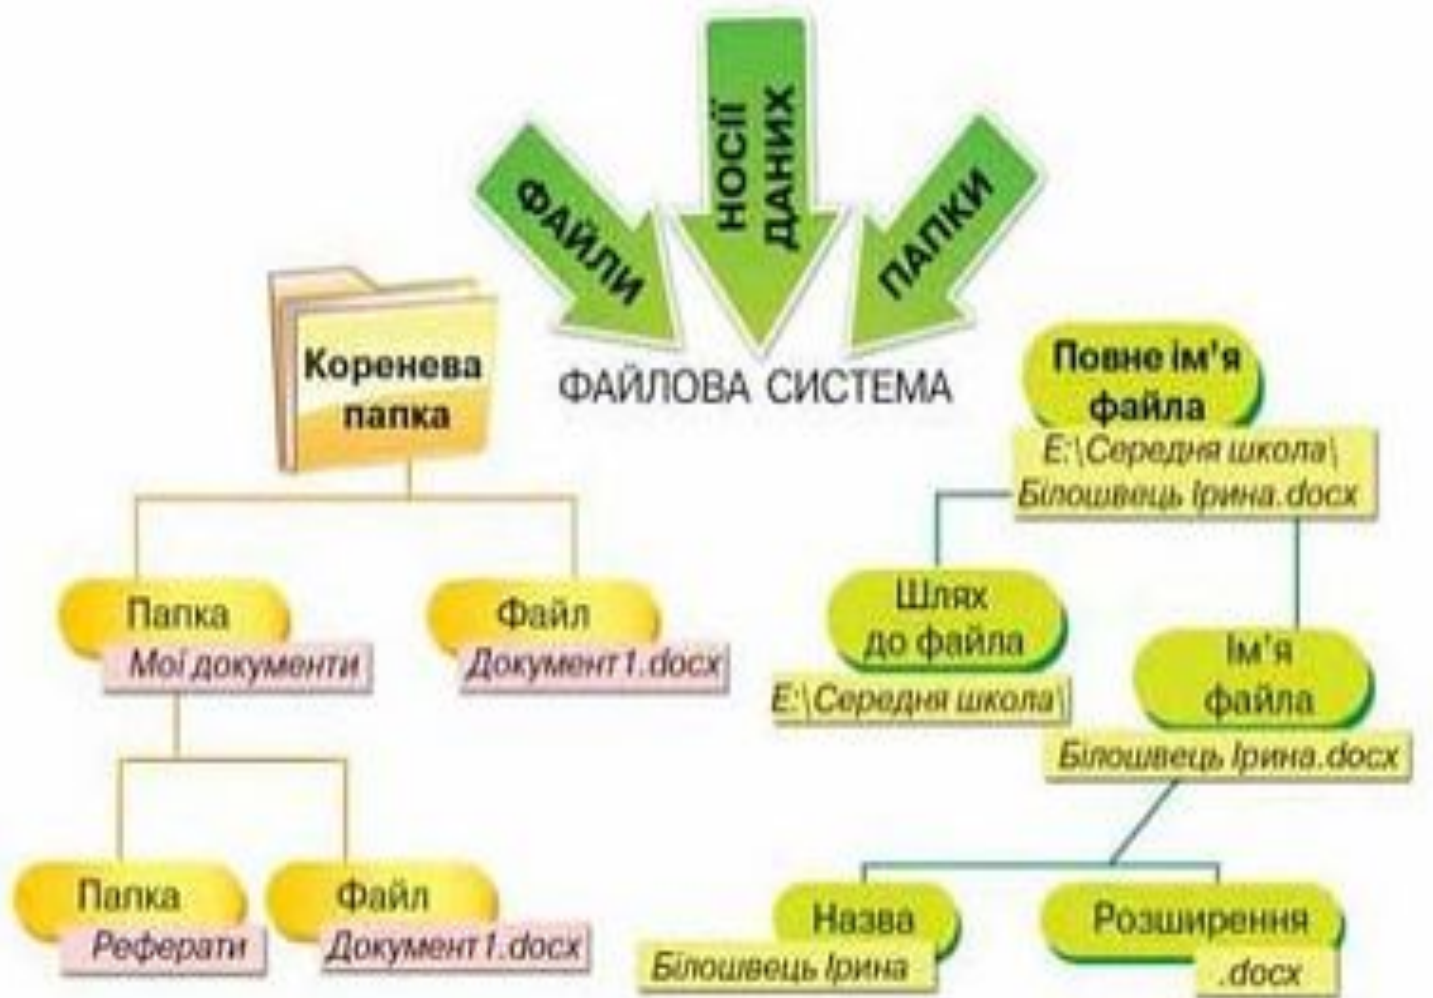 ФАЙЛИ
НОСІЇ
ДАНИХ
ПАПКИ
ФАЙЛОВА СИСТЕМА
Коренева
папка
Папка
Мої документи
Файл
Документ1.docx
Папка
Реферати
Файл
Документ1.docx
Повне ім'я
файла
E:\Середня школа\
Білошвець Ірина.docx
Шлях
до файла
E:\Середня школа\
Ім'я
файла
Білошвець Ірина.docx
Назва
Білошвець Ірина
Розширення
.docx